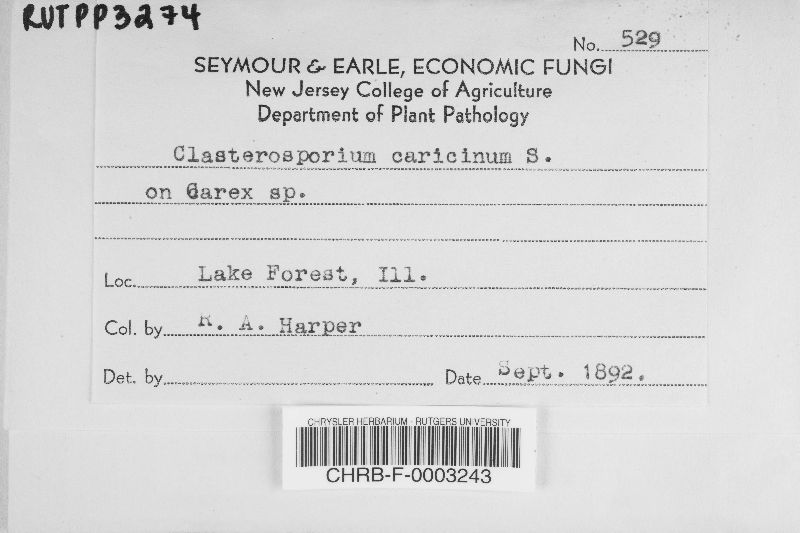 RUTPP3274
No. 529
SEYMOUR & EARLE, ECONOMIC FUNGI
New Jersey College of Agriculture
Department of Plant Pathology
Clasterosporium caricinum S.
on Carex sp.
Loc. Lake Forest, Ill.
Col. by R. A. Harper
Det. by
Date Sept. 1892.
CHRYSLER HERBARIUM - RUTGERS UNIVERSITY
CHRB-F-0003243